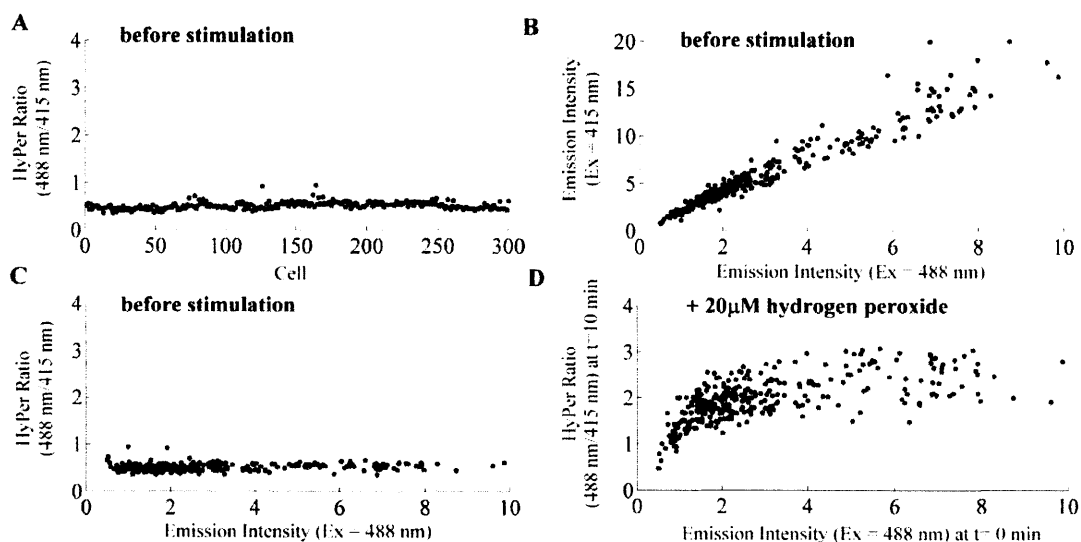 A
before stimulation
4
3
2
1
0
HyPer Ratio
(488 nm/415 nm)
0 50 100 150 200 250 300
Cell
B
before stimulation
20
15
10
5
0
Emission Intensity
(Ex = 415 nm)
2 4 6 8 10
Emission Intensity (Ex = 488 nm)
C
before stimulation
4
3
2
1
0
HyPer Ratio
(488 nm/415 nm)
0 2 4 6 8 10
Emission Intensity (Ex = 488 nm)
D
+ 20µM hydrogen peroxide
4
3
2
1
0
HyPer Ratio
(488 nm/415 nm) at t=10 min
0 2 4 6 8 10
Emission Intensity (Ex = 488 nm) at t= 0 min